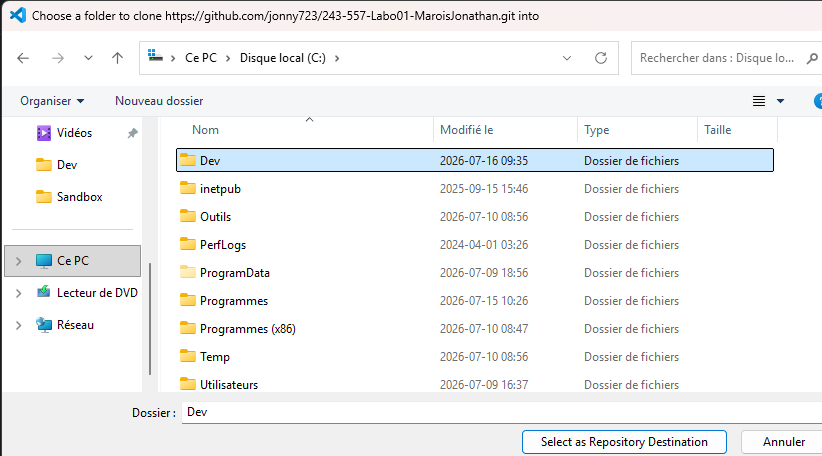 Choose a folder to clone https://github.com/jonny723/243-557-Labo01-MaroisJonathan.git into
Ce PC > Disque local (C:) >
Rechercher dans : Disque lo...
Organiser
Nouveau dossier
Vidéos
Dev
Sandbox
Ce PC
Lecteur de DVD
Réseau
Nom Modifié le Type Taille
Dev 2026-07-16 09:35 Dossier de fichiers
inetpub 2025-09-15 15:46 Dossier de fichiers
Outils 2026-07-10 08:56 Dossier de fichiers
PerfLogs 2024-04-01 03:26 Dossier de fichiers
ProgramData 2026-07-09 18:56 Dossier de fichiers
Programmes 2026-07-15 10:26 Dossier de fichiers
Programmes (x86) 2026-07-10 08:47 Dossier de fichiers
Temp 2026-07-10 08:56 Dossier de fichiers
Utilisateurs 2026-07-09 16:37 Dossier de fichiers
Dossier : Dev
Select as Repository Destination
Annuler